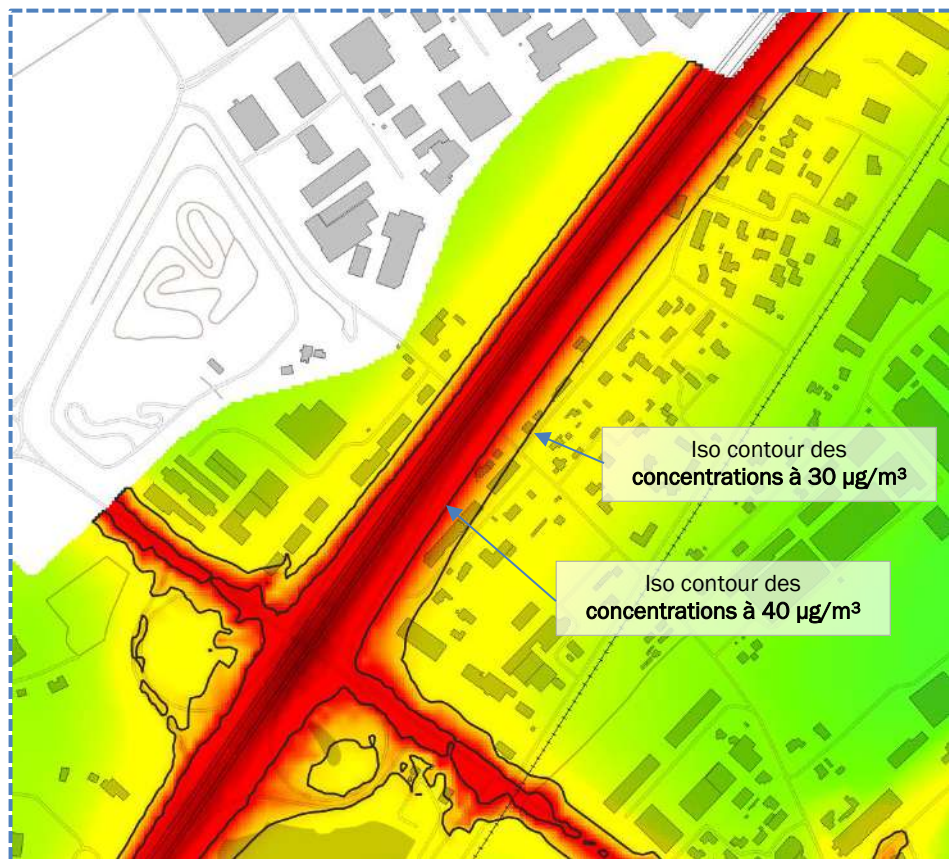 Iso contour des
concentrations à 30 µg/m³
Iso contour des
concentrations à 40 µg/m³